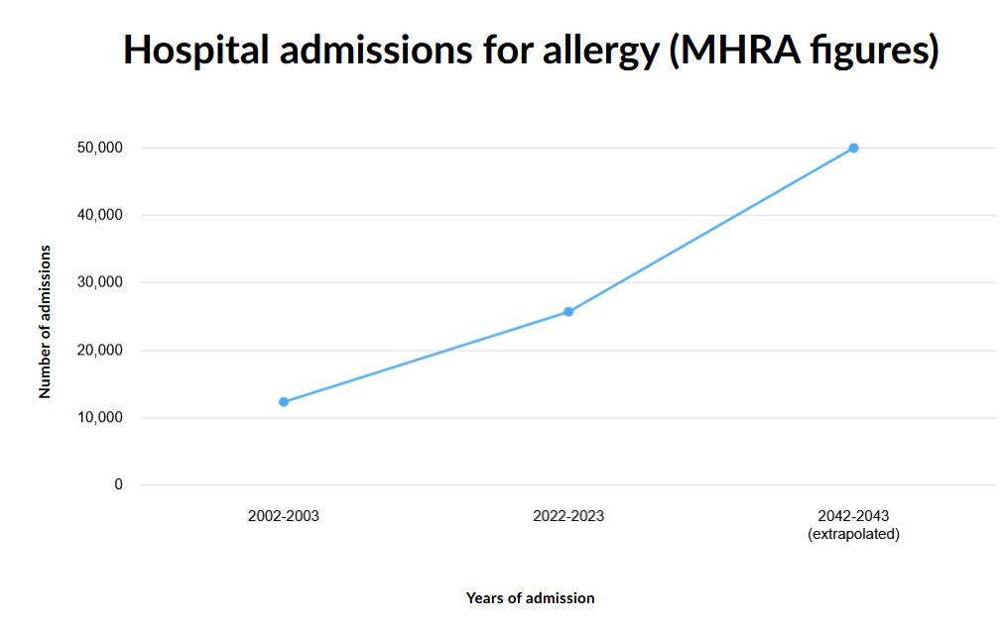 Hospital admissions for allergy (MHRA figures)
50,000
40,000
30,000
20,000
10,000
0
Number of admissions
2002-2003
2022-2023
2042-2043
(extrapolated)
Years of admission